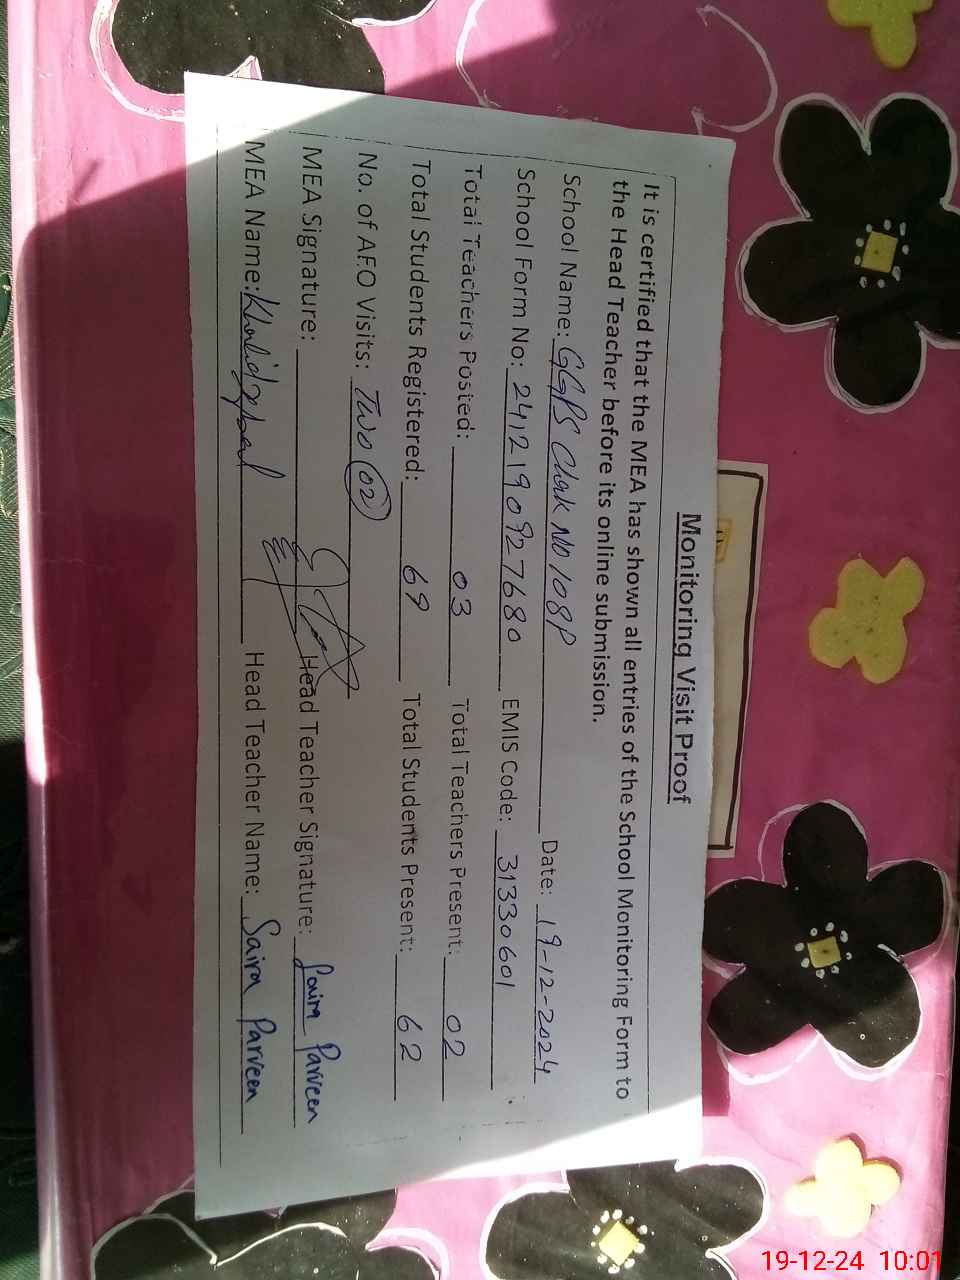 Monitoring Visit Proof
It is certified that the MEA has shown all entries of the School Monitoring Form to
the Head Teacher before its online submission.
School Name: GGPS Chak No 108P Date: 19-12-2024
School Form No: 2412190927680 EMIS Code: 31330601
Total Teachers Posted: 03 Total Teachers Present: 02
Total Students Registered: 69 Total Students Present: 62
No. of AEO Visits: Two 02
MEA Signature: Head Teacher Signature: Saira Parveen
MEA Name: Khalid Head Teacher Name: Saira Parveen
19-12-24 10:01